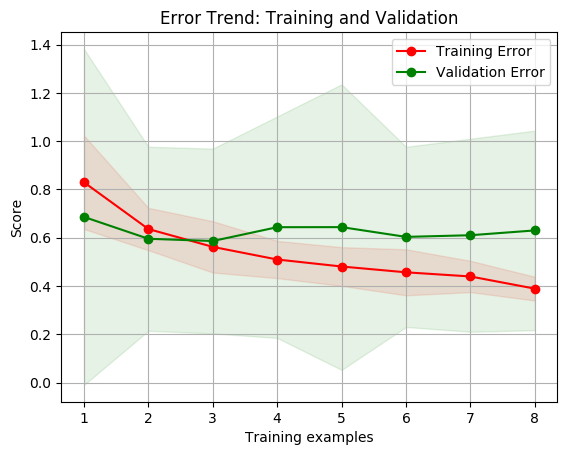 Error Trend: Training and Validation
Training Error
Validation Error
Score
1.4
1.2
1.0
0.8
0.6
0.4
0.2
0.0
1 2 3 4 5 6 7 8
Training examples